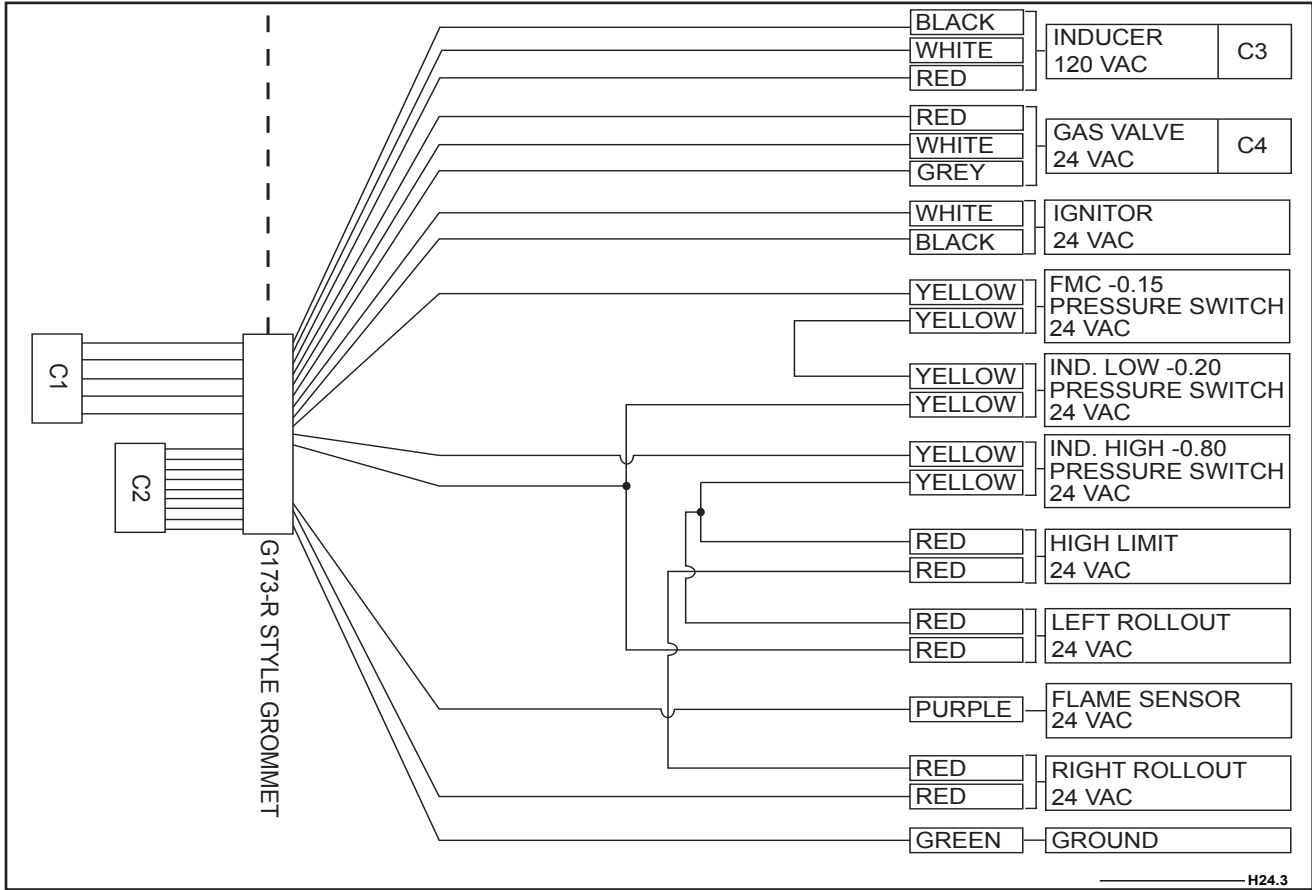 BLACK
WHITE
RED
INDUCER
120 VAC
C3
RED
WHITE
GREY
GAS VALVE
24 VAC
C4
WHITE
BLACK
IGNITOR
24 VAC
YELLOW
YELLOW
FMC -0.15
PRESSURE SWITCH
24 VAC
YELLOW
YELLOW
IND. LOW -0.20
PRESSURE SWITCH
24 VAC
YELLOW
YELLOW
IND. HIGH -0.80
PRESSURE SWITCH
24 VAC
RED
RED
HIGH LIMIT
24 VAC
RED
RED
LEFT ROLLOUT
24 VAC
PURPLE
FLAME SENSOR
24 VAC
RED
RED
RIGHT ROLLOUT
24 VAC
GREEN
GROUND
C1
C2
G173-R STYLE GROMMET
H24.3